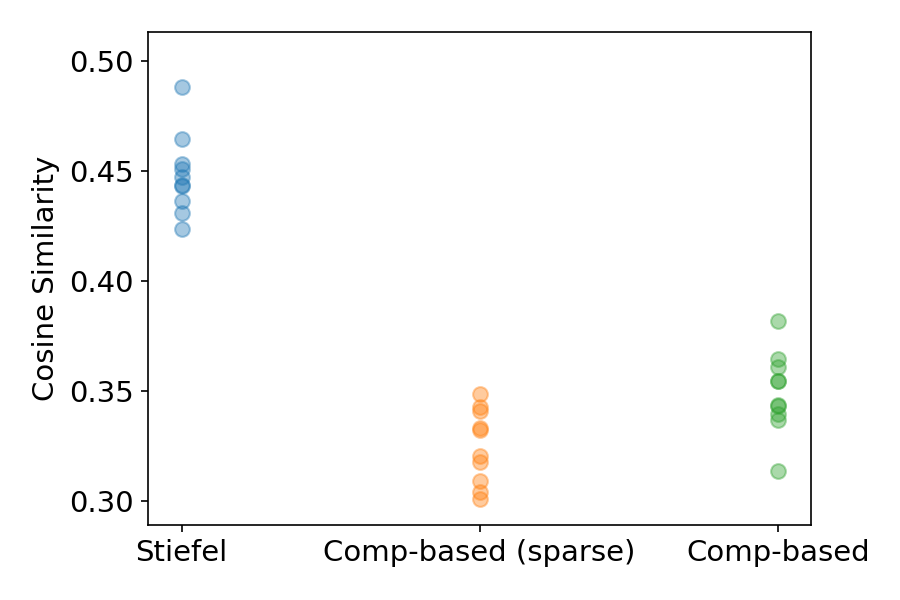 0.50
0.45
0.40
0.35
0.30
Cosine Similarity
Stiefel
Comp-based (sparse)
Comp-based